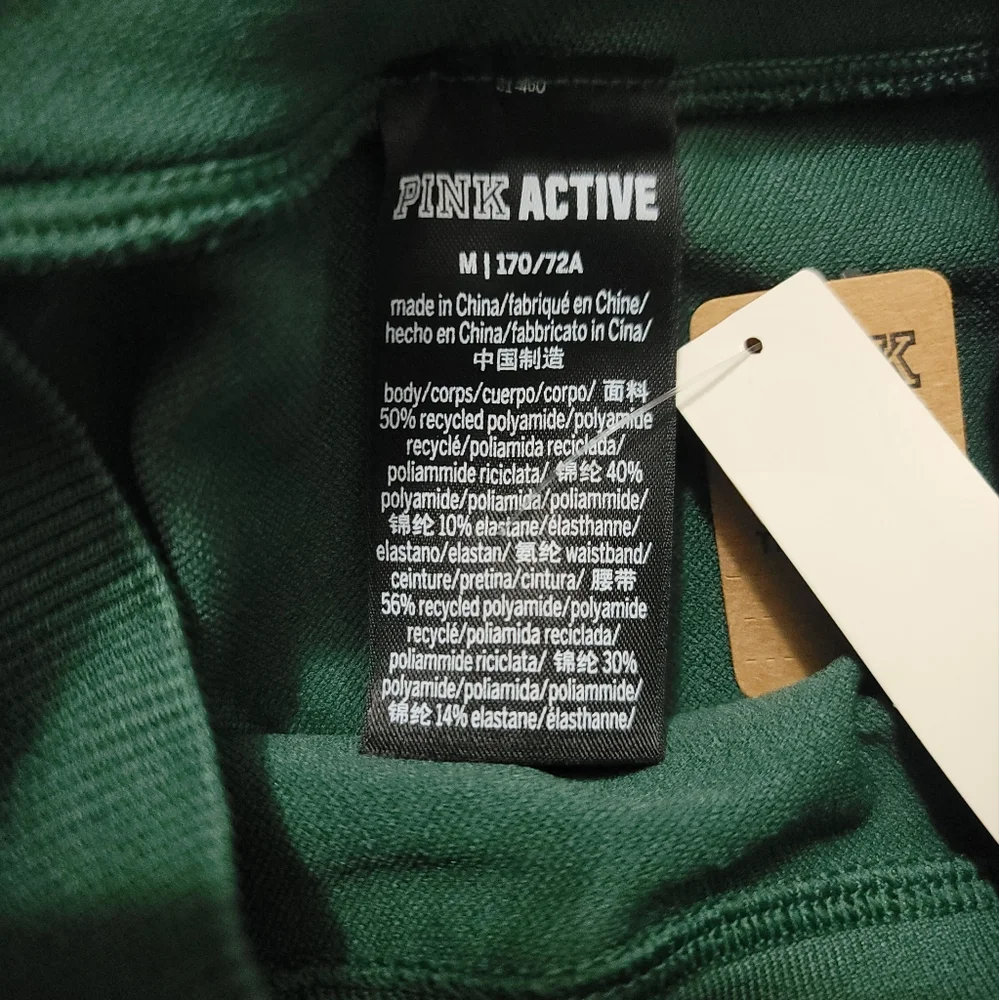 PINK ACTIVE
M | 170/72A
made in China/fabriqué en Chine/
hecho en China/fabbricato in Cina/
中国制造
body/corps/cuerpo/corpo/ 面料
50% recycled polyamide/polyamide
recyclé/poliamida reciclada/
poliammide riciclata/ 锦纶 40%
polyamide/poliamida/poliammide/
锦纶 10% elastane/élasthanne/
elastano/elastan/ 氨纶 waistband/
ceinture/pretina/cintura/ 腰带
56% recycled polyamide/polyamide
recyclé/poliamida reciclada/
poliammide riciclata/ 锦纶 30%
polyamide/poliamida/poliammide/
锦纶 14% elastane/élasthanne/
K